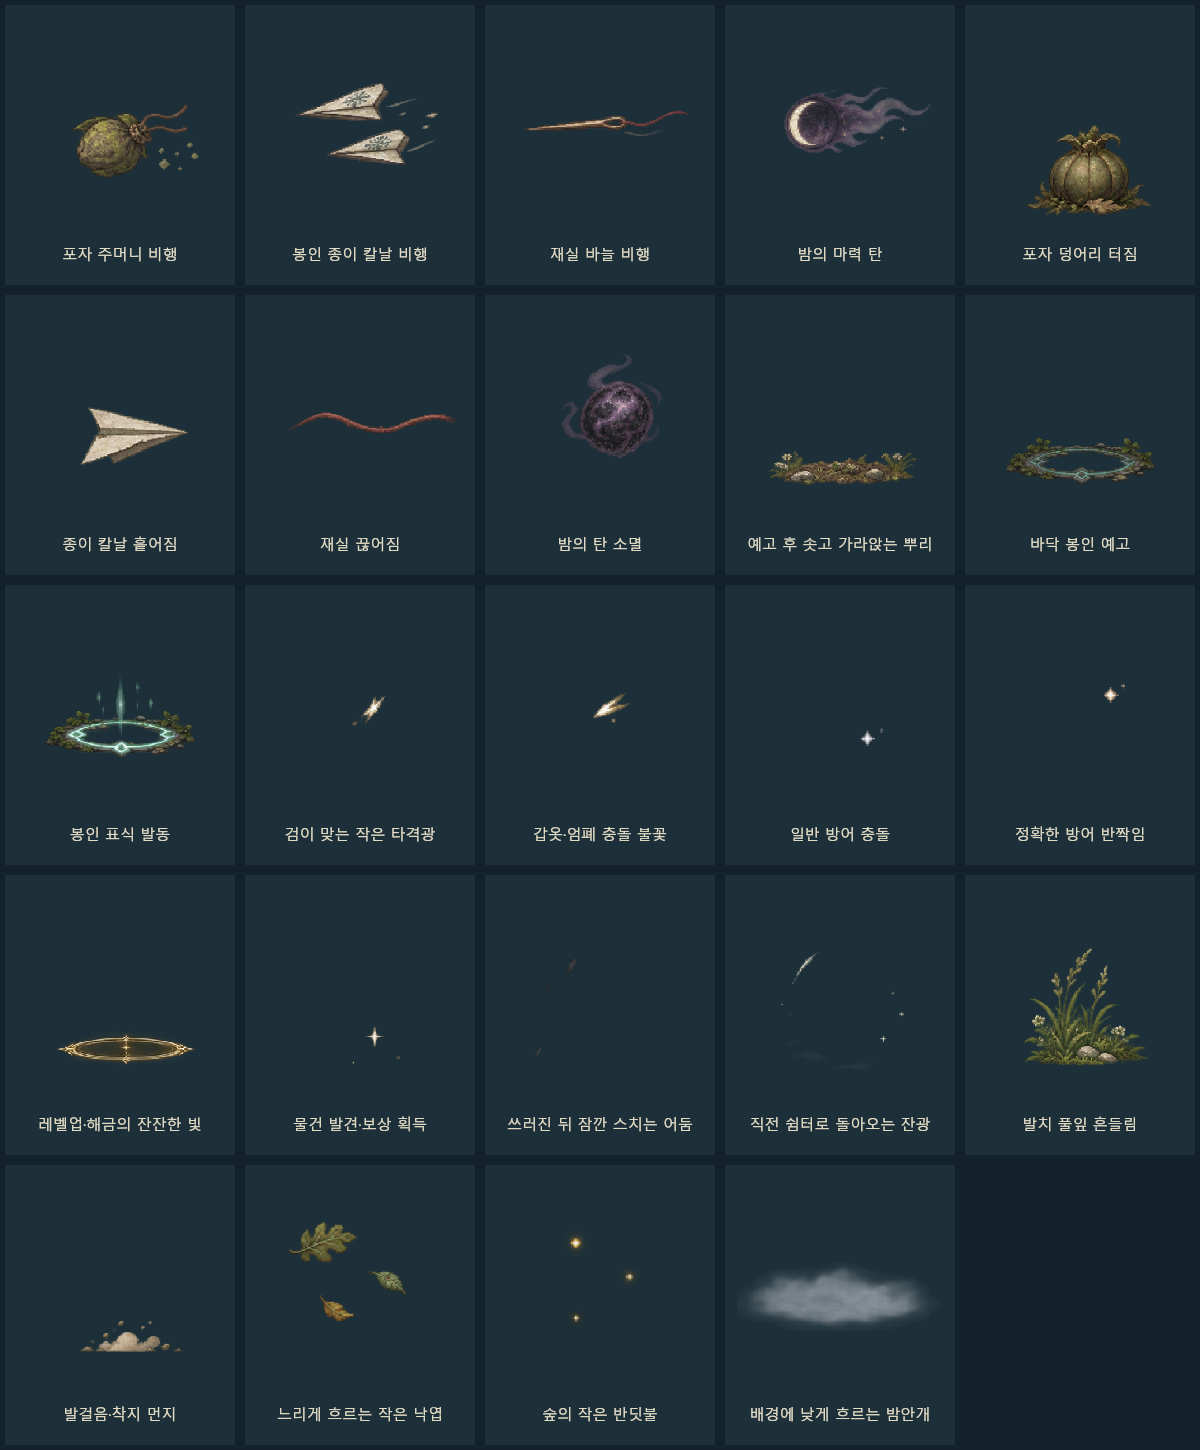 포자 주머니 비행
봉인 종이 칼날 비행
재실 바늘 비행
밤의 마력 탄
포자 덩어리 터짐
종이 칼날 흩어짐
재실 끊어짐
밤의 탄 소멸
예고 후 솟고 가라앉는 뿌리
바닥 봉인 예고
봉인 표식 발동
검이 맞는 작은 타격광
갑옷·엄폐 충돌 불꽃
일반 방어 충돌
정확한 방어 반짝임
레벨업·해금의 잔잔한 빛
물건 발견·보상 획득
쓰러진 뒤 잠깐 스치는 어둠
직전 쉼터로 돌아오는 잔광
발치 풀잎 흔들림
발걸음·착지 먼지
느리게 흐르는 작은 낙엽
숲의 작은 반딧불
배경에 낮게 흐르는 밤안개